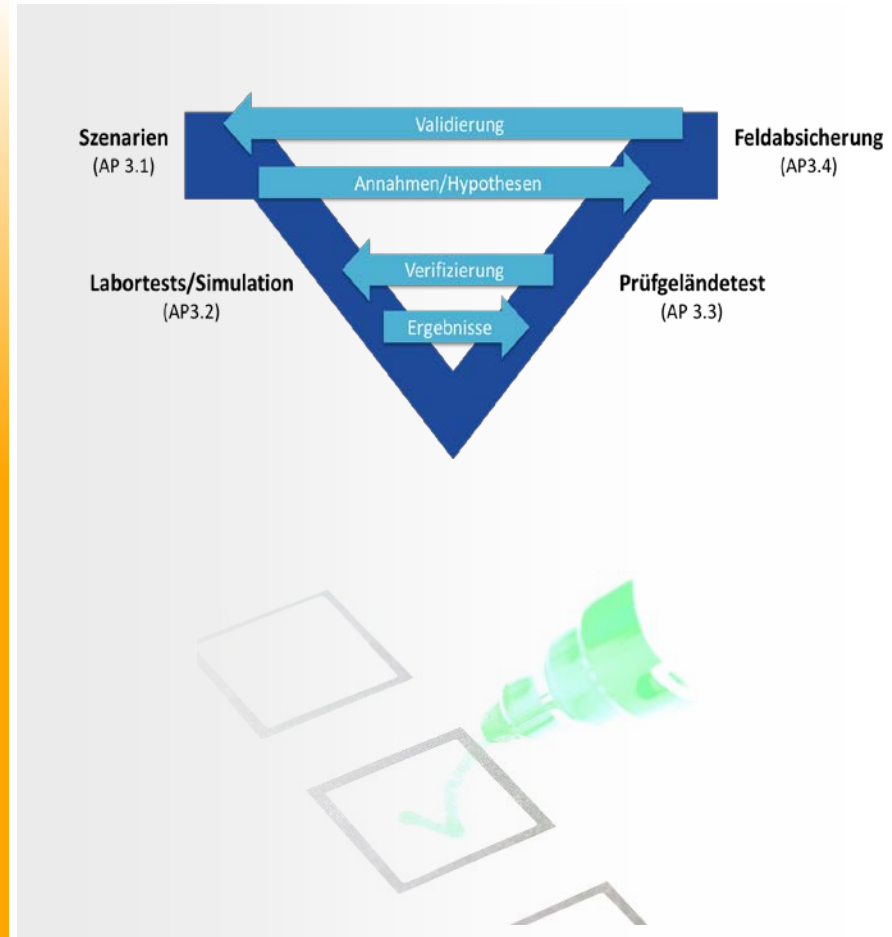 Validierung
Szenarien
(AP 3.1)
Feldabsicherung
(AP3.4)
Annahmen/Hypothesen
Verifizierung
Labortests/Simulation
(AP3.2)
Prüfgeländetest
(AP 3.3)
Ergebnisse